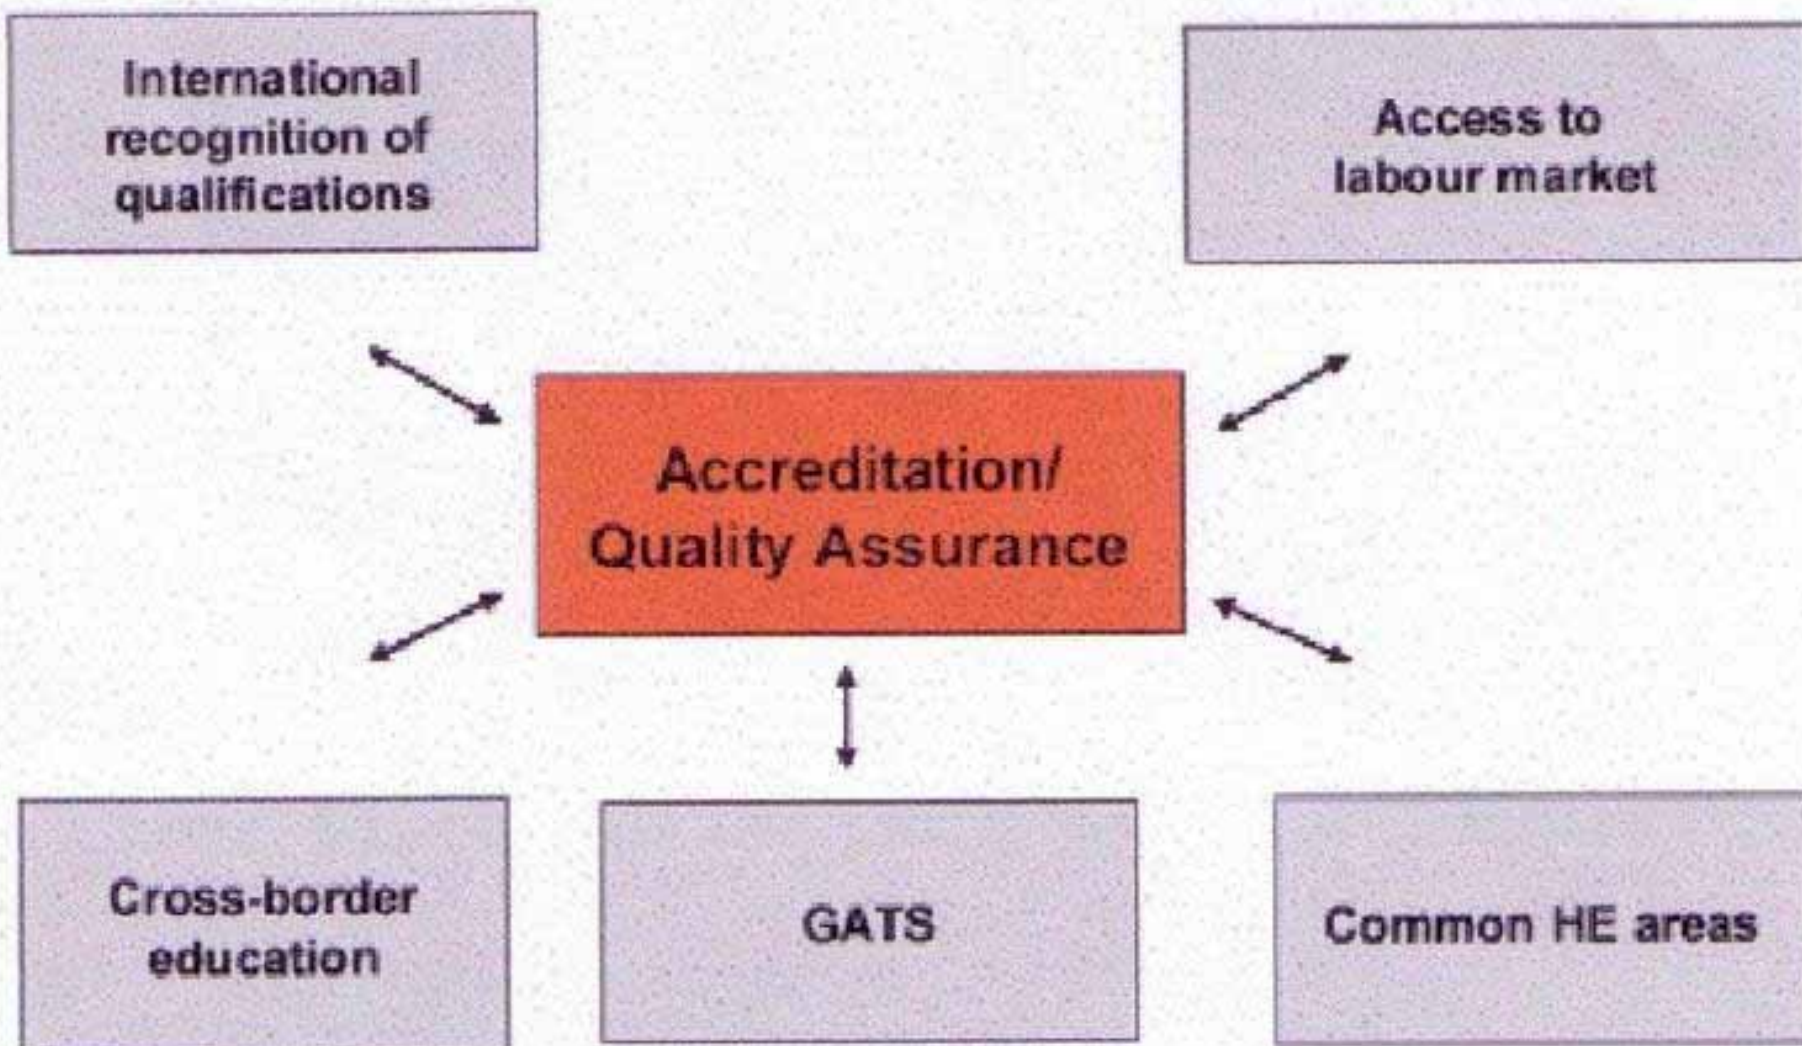 International
recognition of
qualifications
Access to
labour market
Accreditation/
Quality Assurance
Cross-border
education
GATS
Common HE areas